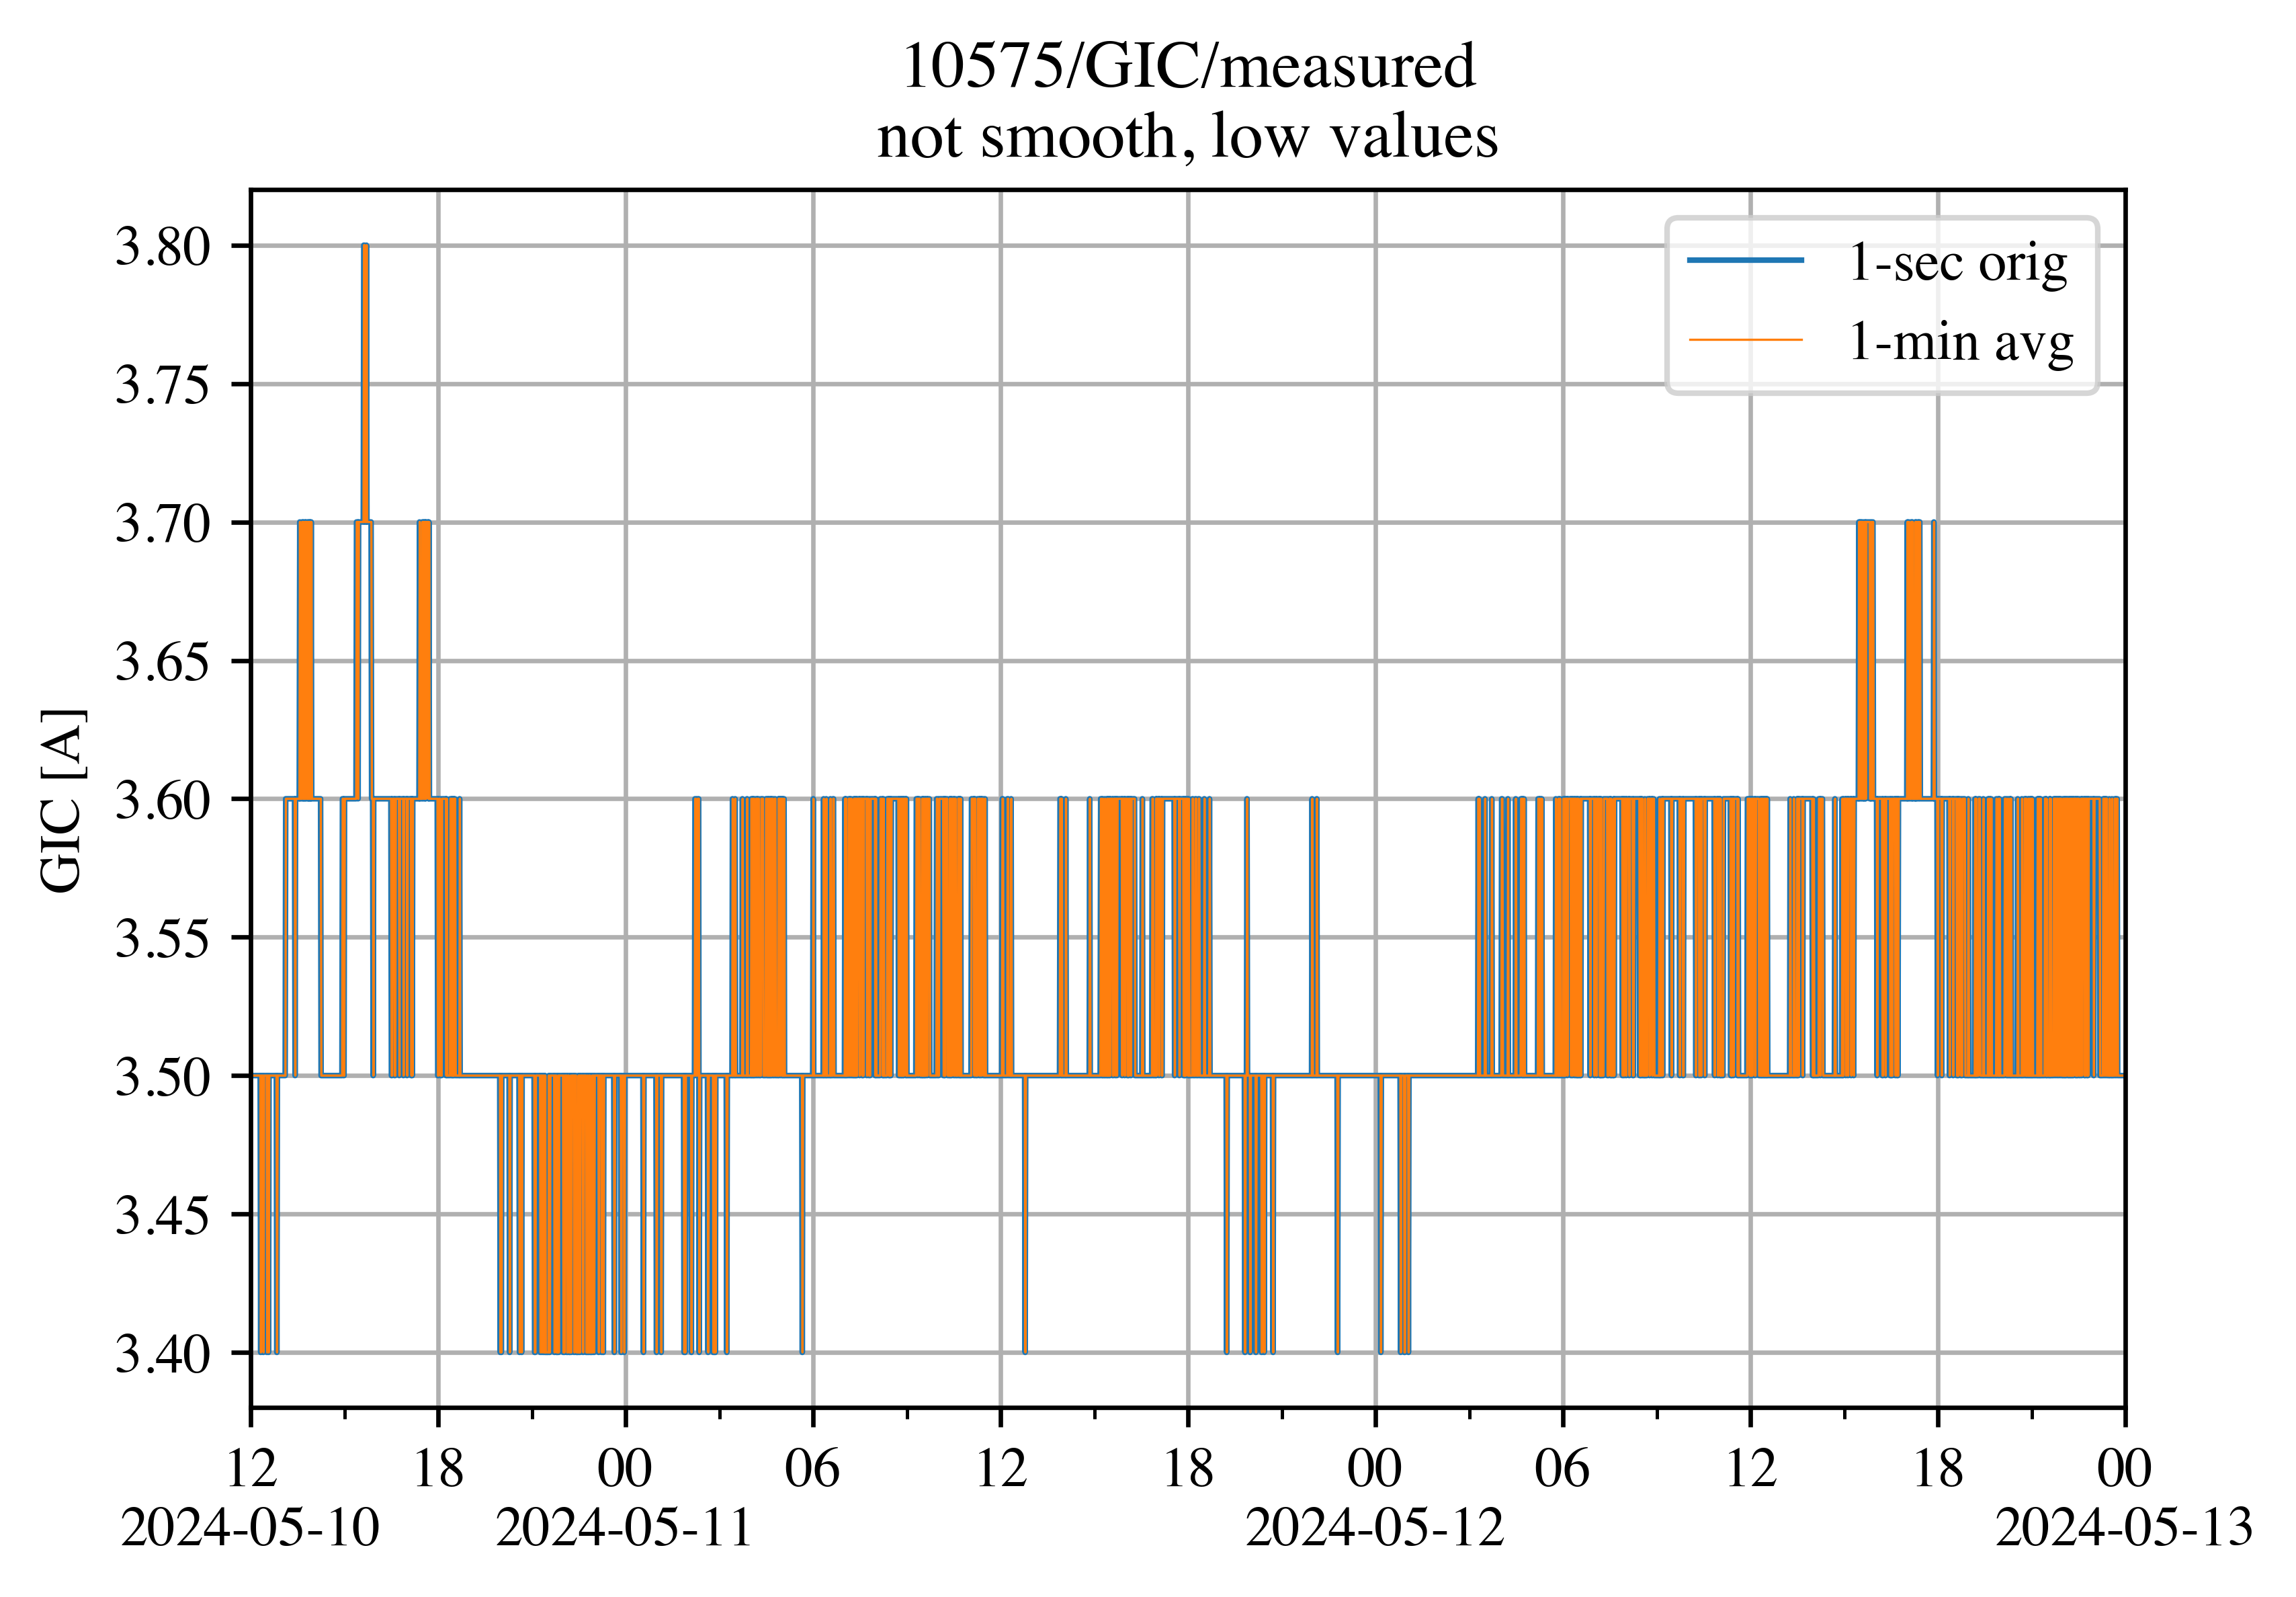 10575/GIC/measured
not smooth, low values
1-sec orig
1-min avg
3.80
3.75
3.70
3.65
3.60
3.55
3.50
3.45
3.40
GIC [A]
12 18 00 06 12 18 00 06 12 18 00
2024-05-10 2024-05-11 2024-05-12 2024-05-13